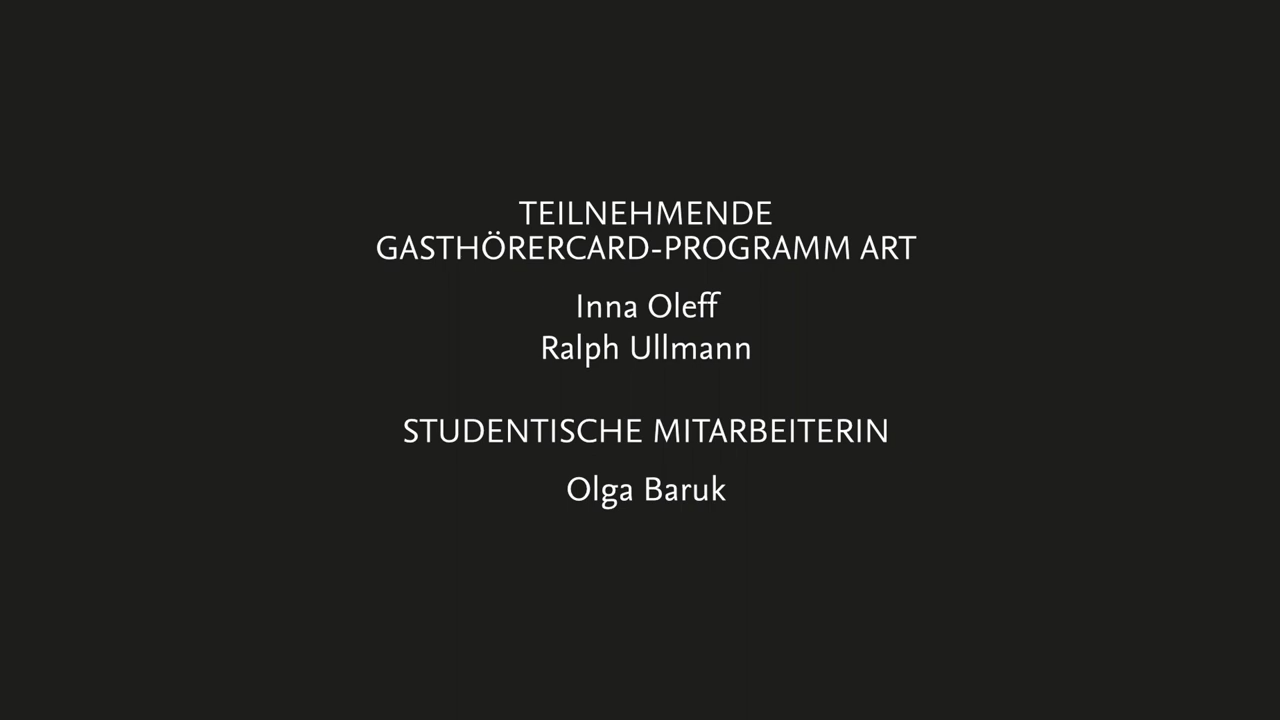 TEILNEHMENDE
GASTHÖRERCARD-PROGRAMM ART
Inna Oleff
Ralph Ullmann
STUDENTISCHE MITARBEITERIN
Olga Baruk